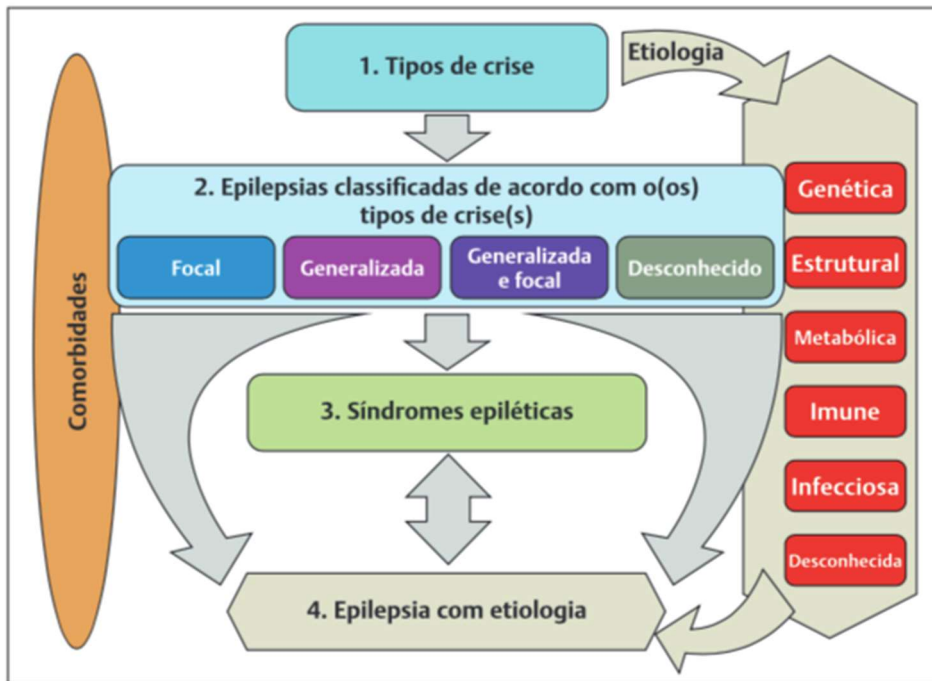 1. Tipos de crise
Etiologia
2. Epilepsias classificadas de acordo com o(os)
tipos de crise(s)
Focal
Generalizada
Generalizada
e focal
Desconhecido
3. Síndromes epiléticas
4. Epilepsia com etiologia
Comorbidades
Genética
Estrutural
Metabólica
Imune
Infecciosa
Desconhecida